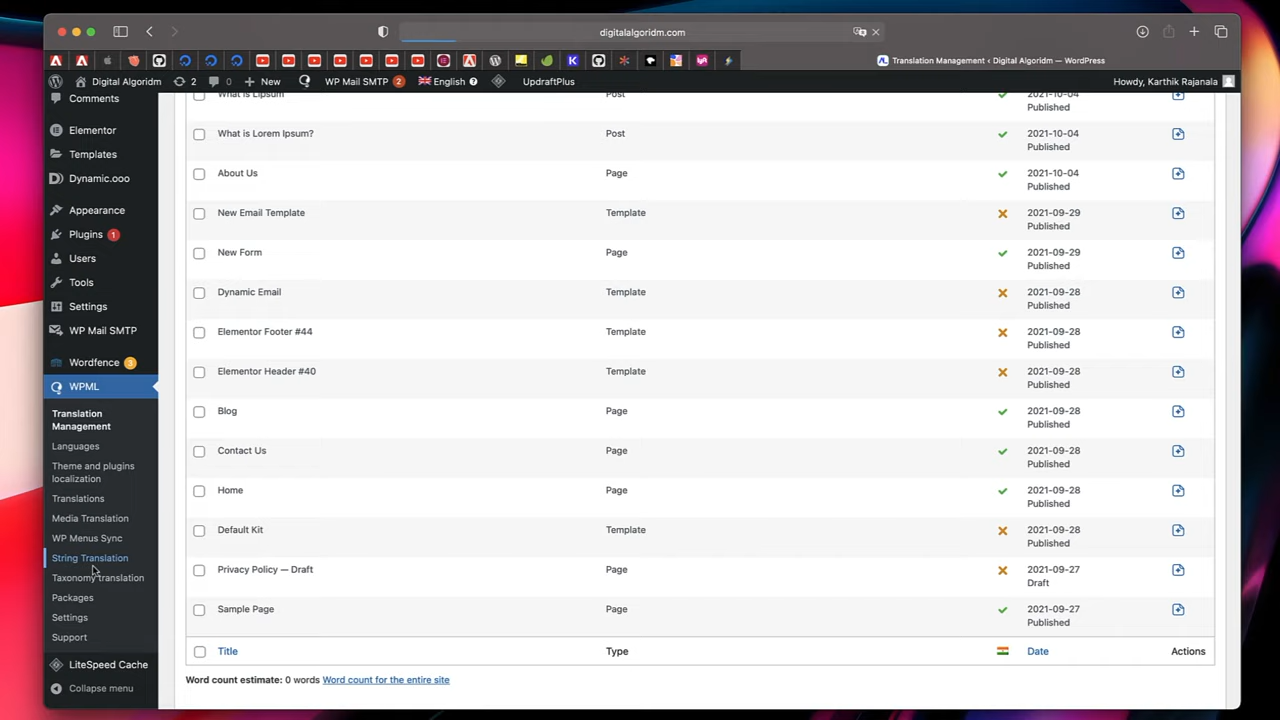 digitalalgoridm.com
Translation Management < Digital Algoridm — WordPress
Digital Algoridm 2 0 + New WP Mail SMTP 2 English UpdraftPlus Howdy, Karthik Rajanala
Comments
Elementor
Templates
Dynamic.ooo
Appearance
Plugins 1
Users
Tools
Settings
WP Mail SMTP
Wordfence 3
WPML
Translation
Management
Languages
Theme and plugins
localization
Translations
Media Translation
WP Menus Sync
String Translation
Taxonomy translation
Packages
Settings
Support
LiteSpeed Cache
Collapse menu
What is Lipsum Post 2021-10-04
Published
What is Lorem Ipsum? Post 2021-10-04
Published
About Us Page 2021-10-04
Published
New Email Template Template 2021-09-29
Published
New Form Page 2021-09-29
Published
Dynamic Email Template 2021-09-28
Published
Elementor Footer #44 Template 2021-09-28
Published
Elementor Header #40 Template 2021-09-28
Published
Blog Page 2021-09-28
Published
Contact Us Page 2021-09-28
Published
Home Page 2021-09-28
Published
Default Kit Template 2021-09-28
Published
Privacy Policy — Draft Page 2021-09-27
Draft
Sample Page Page 2021-09-27
Published
Title Type Date Actions
Word count estimate: 0 words Word count for the entire site